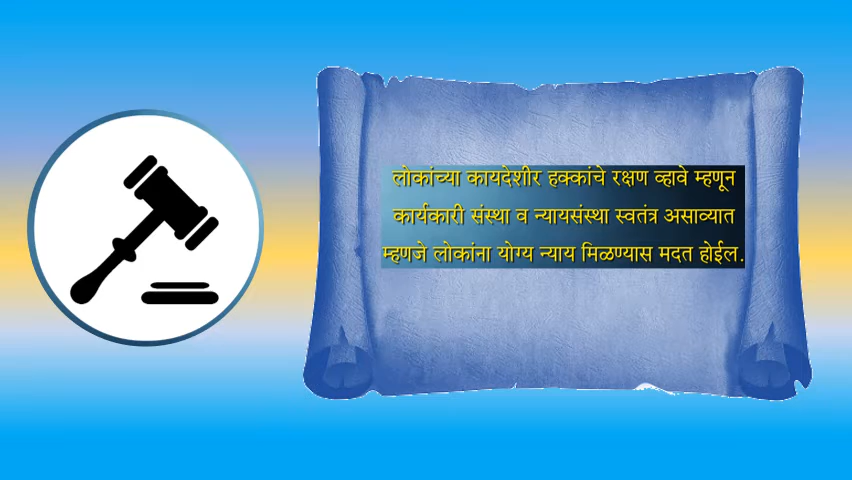 लोकांच्या कायदेशीर हक्कांचे रक्षण व्हावे म्हणून
कार्यकारी संस्था व न्यायसंस्था स्वतंत्र असाव्यात
म्हणजे लोकांना योग्य न्याय मिळण्यास मदत होईल.